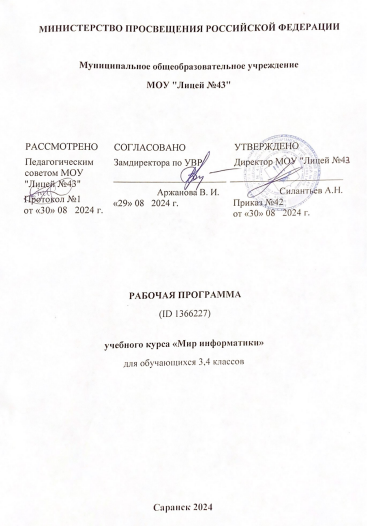 МИНИСТЕРСТВО ПРОСВЕЩЕНИЯ РОССИЙСКОЙ ФЕДЕРАЦИИ
Муниципальное общеобразовательное учреждение
МОУ "Лицей №43"
РАССМОТРЕНО
Педагогическим
советом МОУ
"Лицей №43"
Протокол №1
от «30» 08 2024 г.
СОГЛАСОВАНО
Замдиректора по УВР
Аржанова В. И.
«29» 08 2024 г.
УТВЕРЖДЕНО
Директор МОУ "Лицей №43
Силантьев А.Н.
Приказ №42
от «30» 08 2024 г.
РАБОЧАЯ ПРОГРАММА
(ID 1366227)
учебного курса «Мир информатики»
для обучающихся 3,4 классов
Саранск 2024